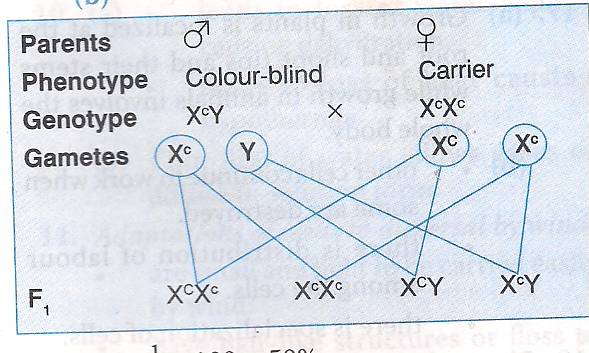 (b)
Parents ♂ ♀
Phenotype Colour-blind Carrier
Genotype XᶜY × XᶜXᶜ
Gametes Xᶜ Y Xᶜ Xᶜ
F₁ XᶜXᶜ XᶜXᶜ XᶜY XᶜY